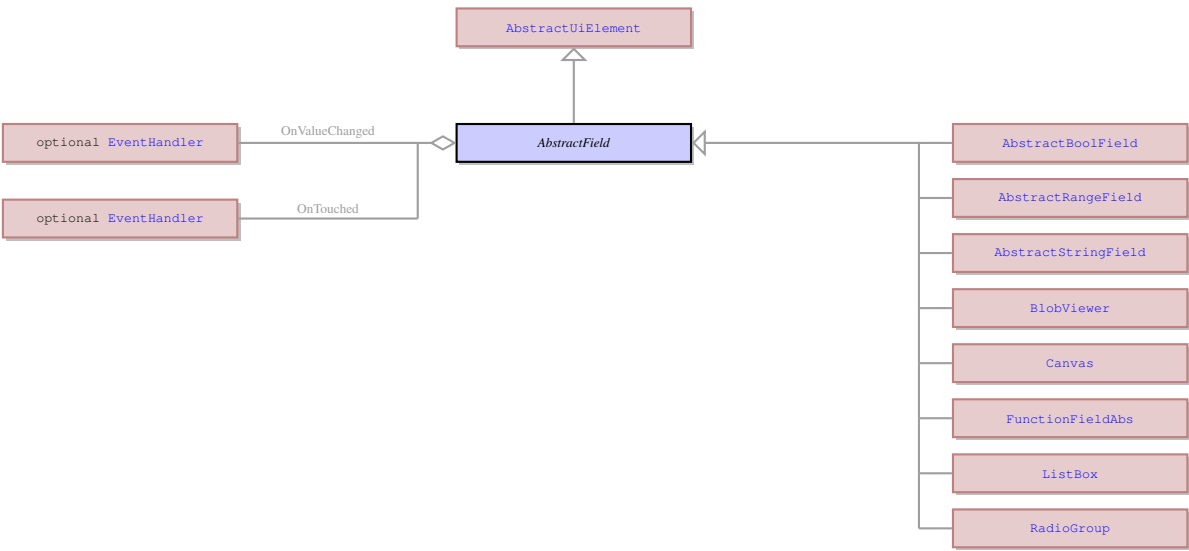 AbstractUiElement
optional EventHandler
OnValueChanged
AbstractField
AbstractBoolField
optional EventHandler
OnTouched
AbstractRangeField
AbstractStringField
BlobViewer
Canvas
FunctionFieldAbs
ListBox
RadioGroup